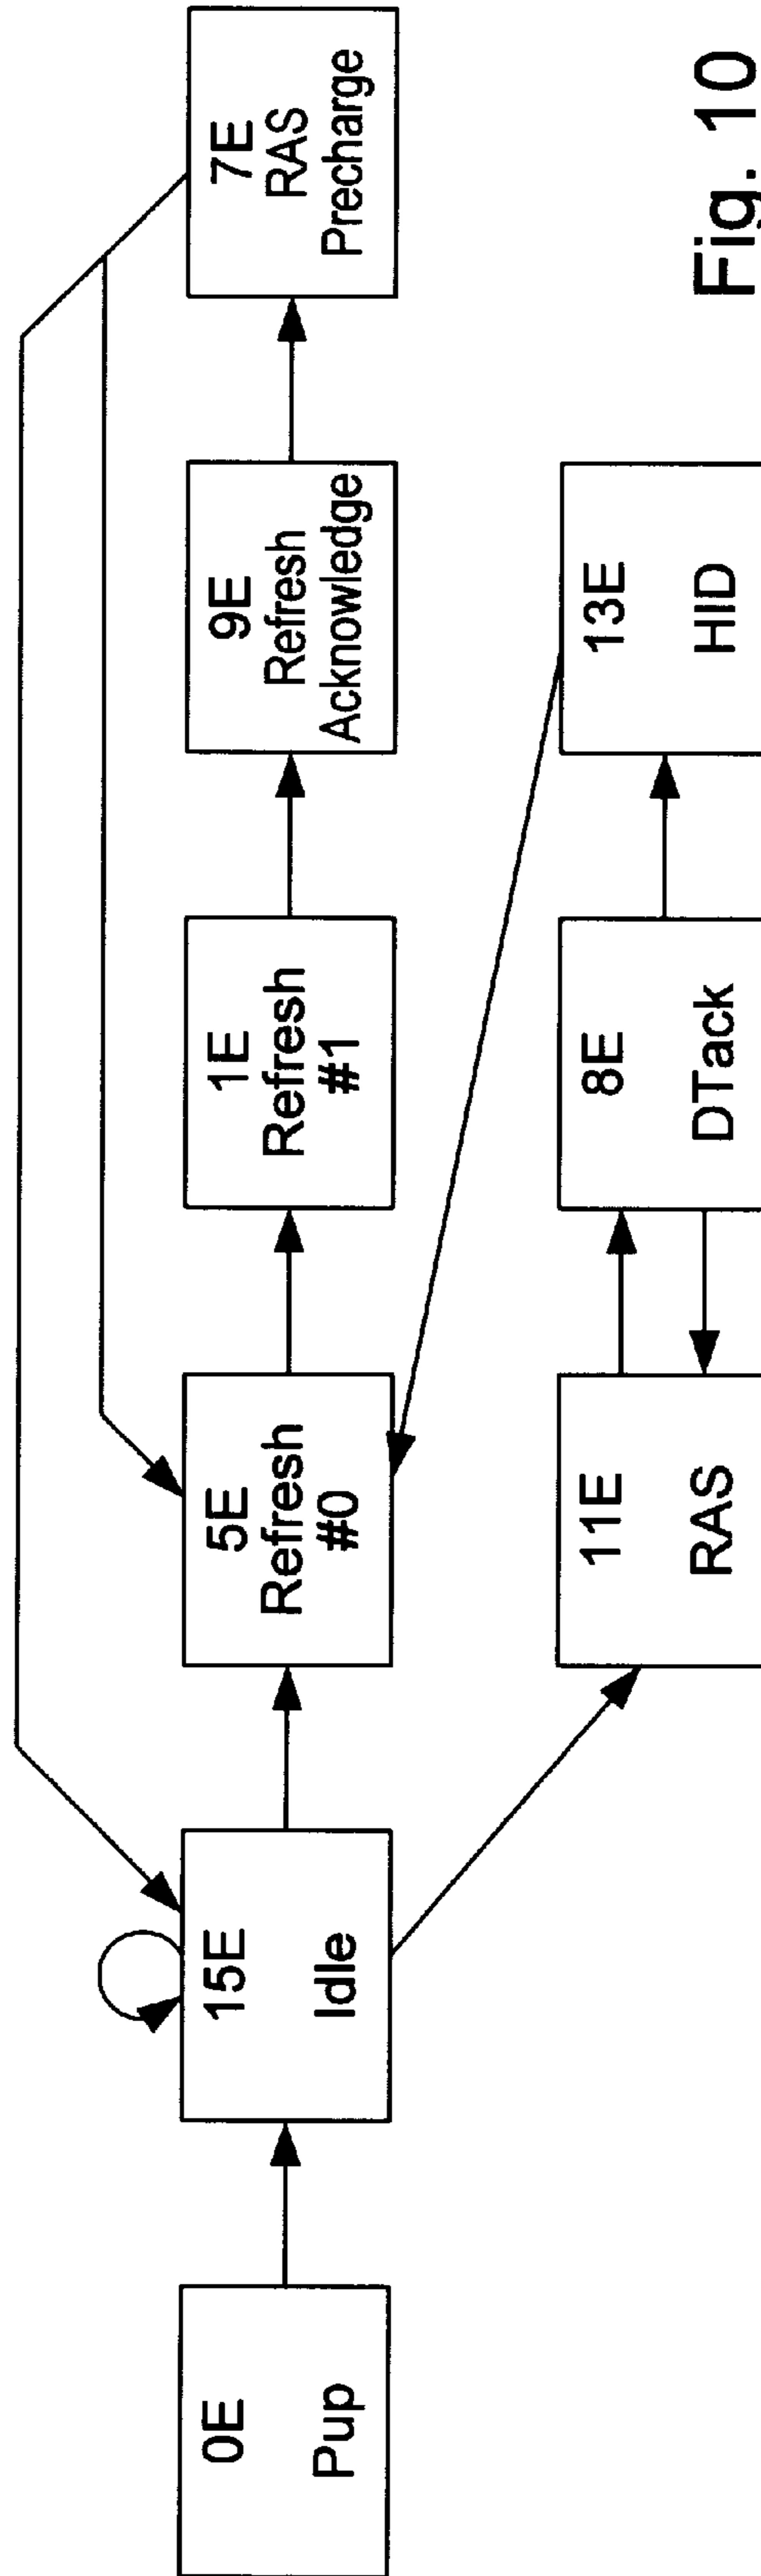 0E
Pup
15E
Idle
5E
Refresh
#0
1E
Refresh
#1
9E
Refresh
Acknowledge
7E
RAS
Precharge
11E
RAS
8E
DTack
13E
HID
Fig. 10